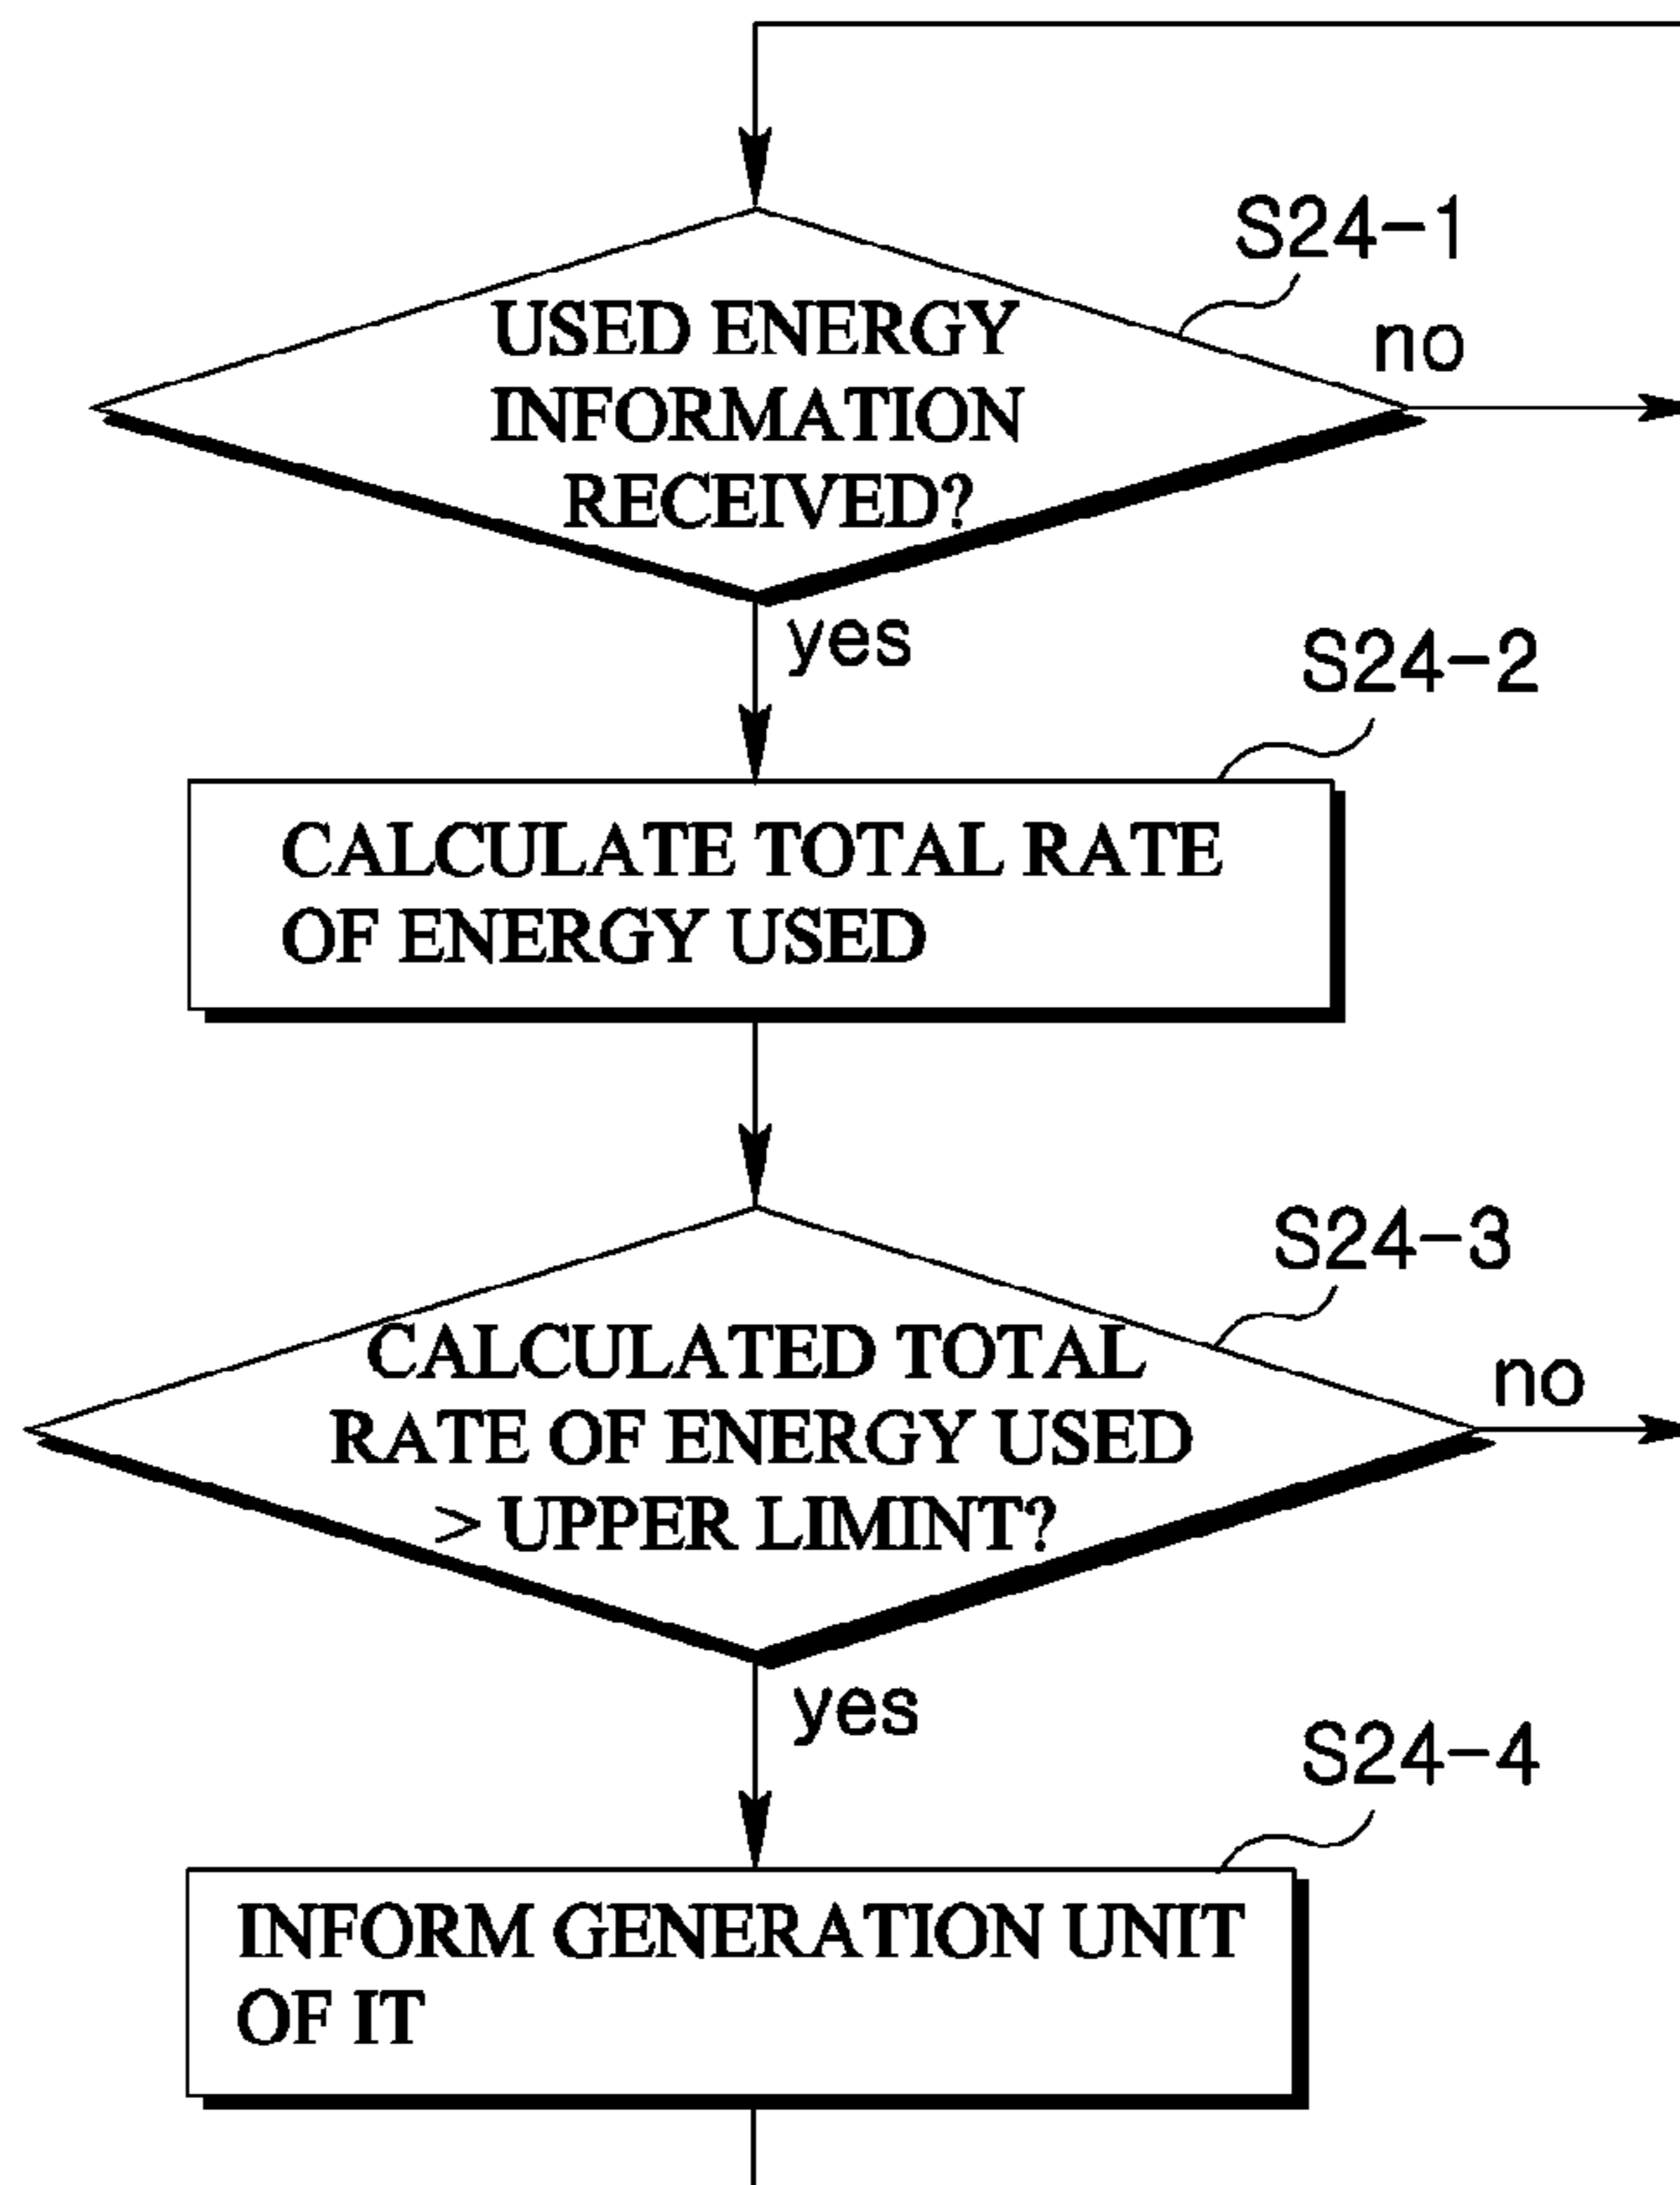 S24-1
USED ENERGY
INFORMATION
RECEIVED?
no
yes
S24-2
CALCULATE TOTAL RATE
OF ENERGY USED
S24-3
CALCULATED TOTAL
RATE OF ENERGY USED
> UPPER LIMINT?
no
yes
S24-4
INFORM GENERATION UNIT
OF IT